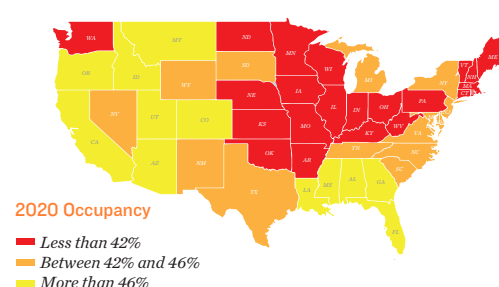 WA
ND
MT
MN
ME
OR
ID
SD
WI
VT
NH
NY
MA
CT
WY
MI
IA
NE
PA
NV
UT
IL
IN
OH
CO
WV
KS
MO
KY
VA
CA
TN
NC
AZ
NM
OK
AR
SC
MS
AL
GA
TX
LA
FL
2020 Occupancy
Less than 42%
Between 42% and 46%
More than 46%